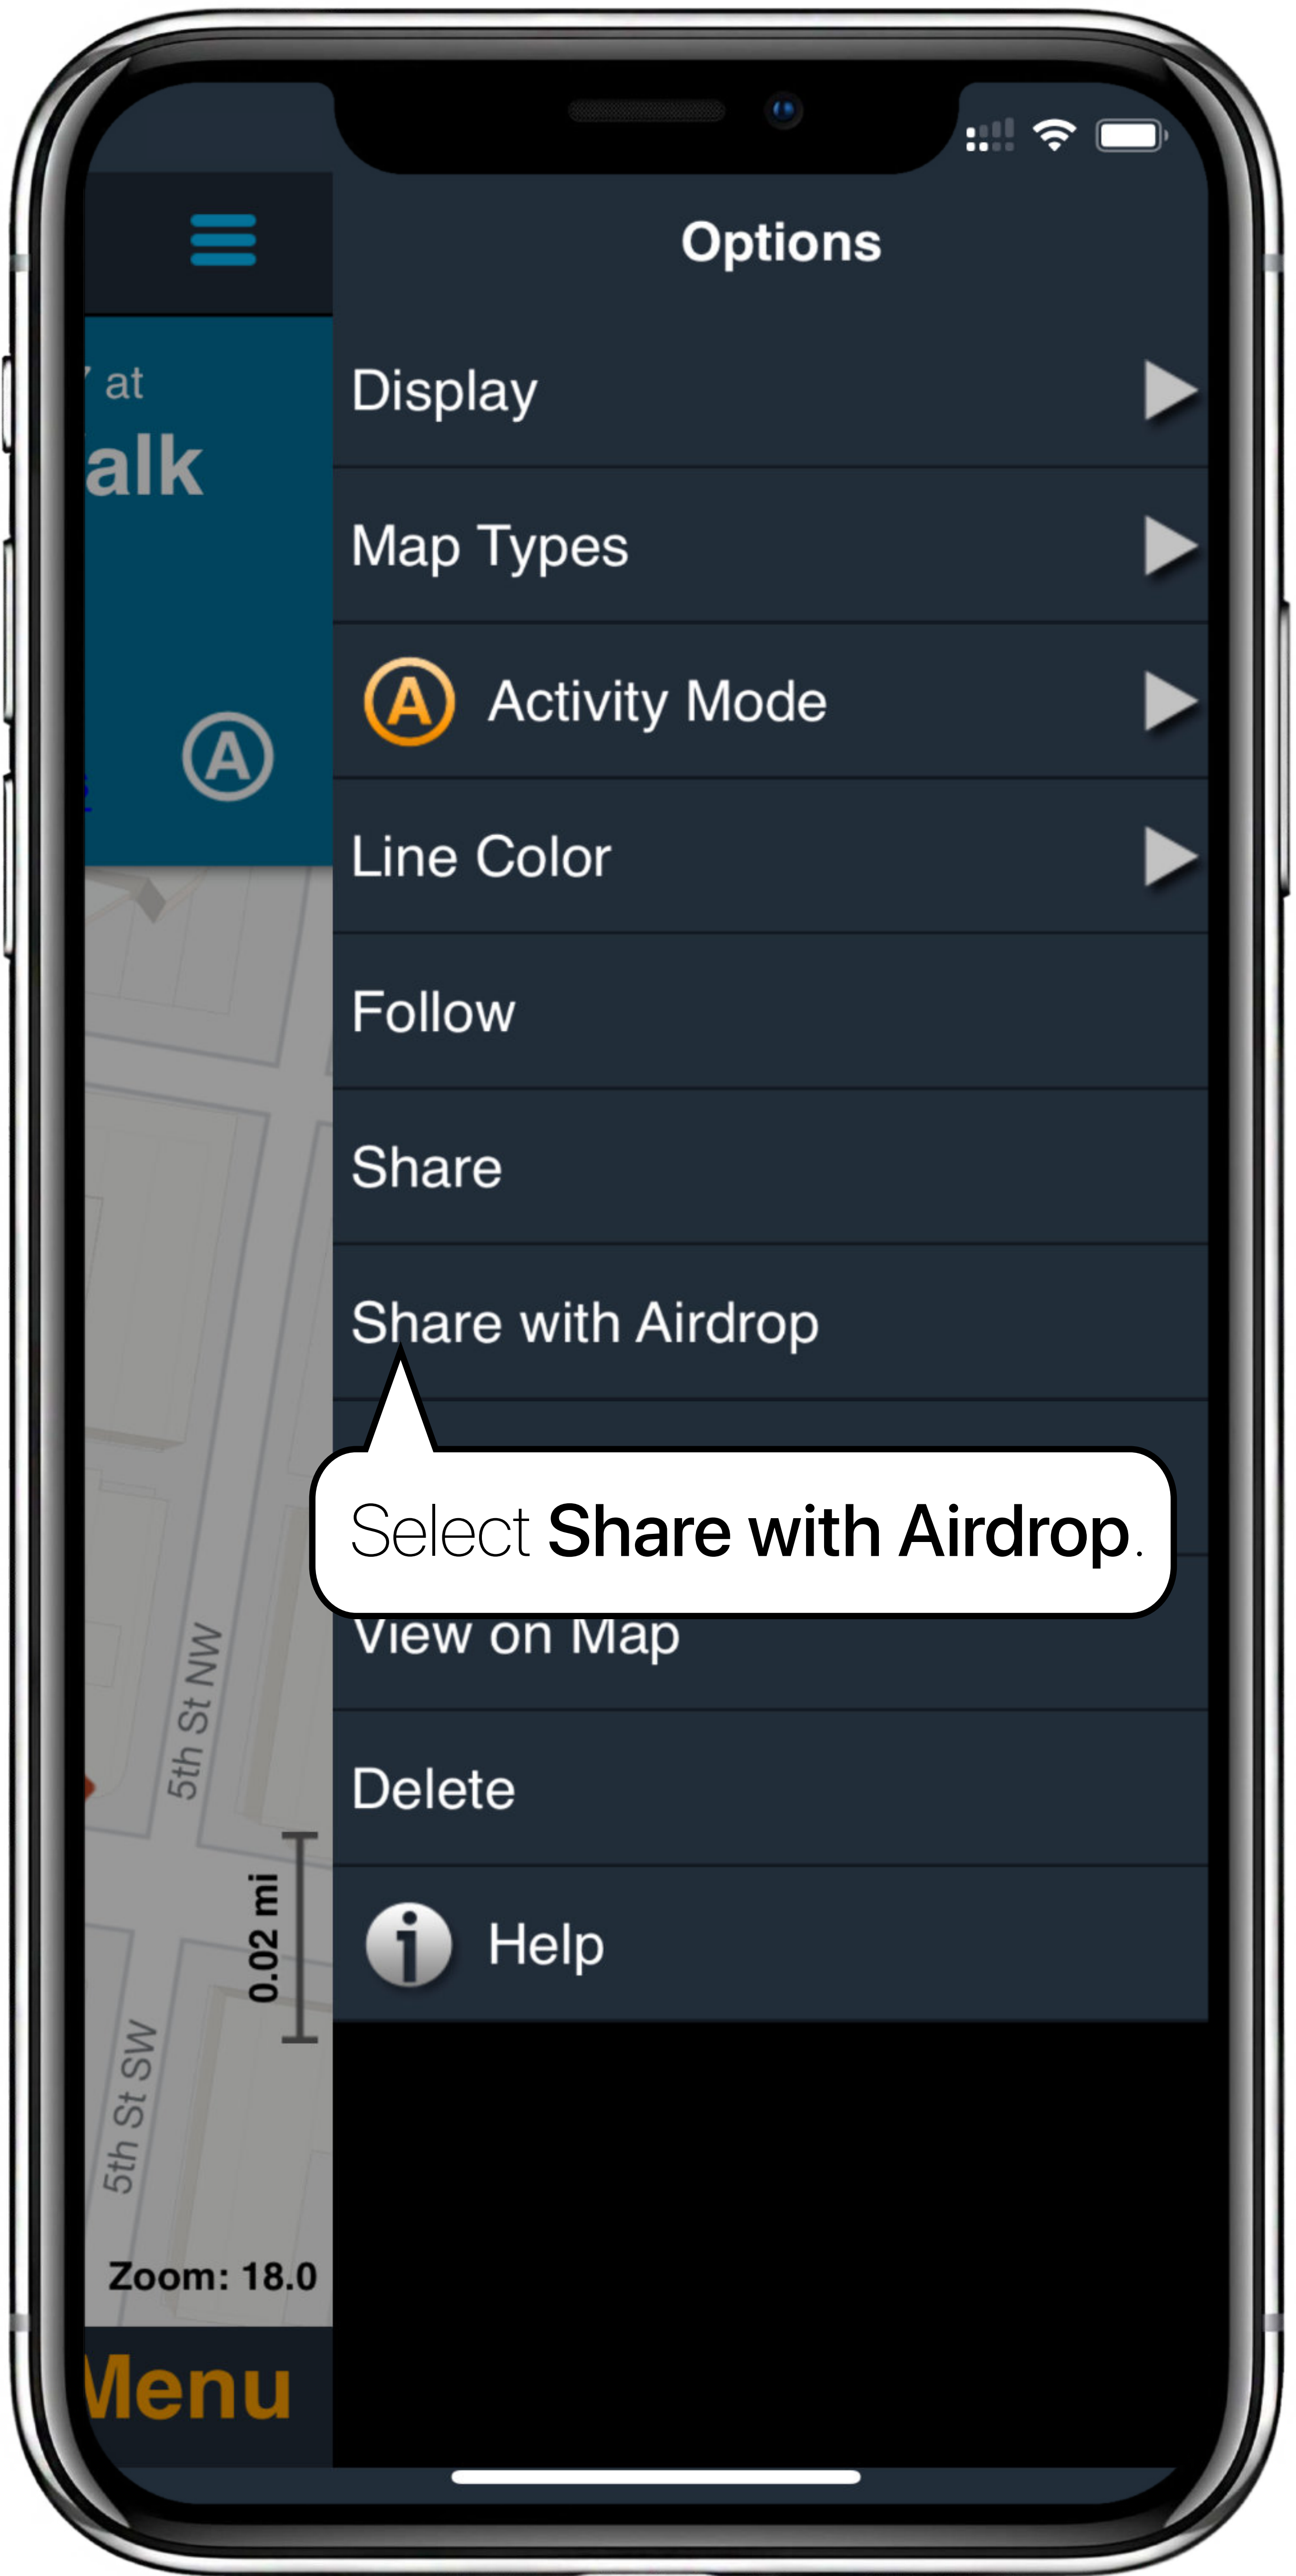 Options
at
alk
A
Display
Map Types
A Activity Mode
Line Color
Follow
Share
Share with Airdrop
Select Share with Airdrop.
View on Map
Delete
i Help
5th St NW
0.02 mi
5th St SW
Zoom: 18.0
Menu